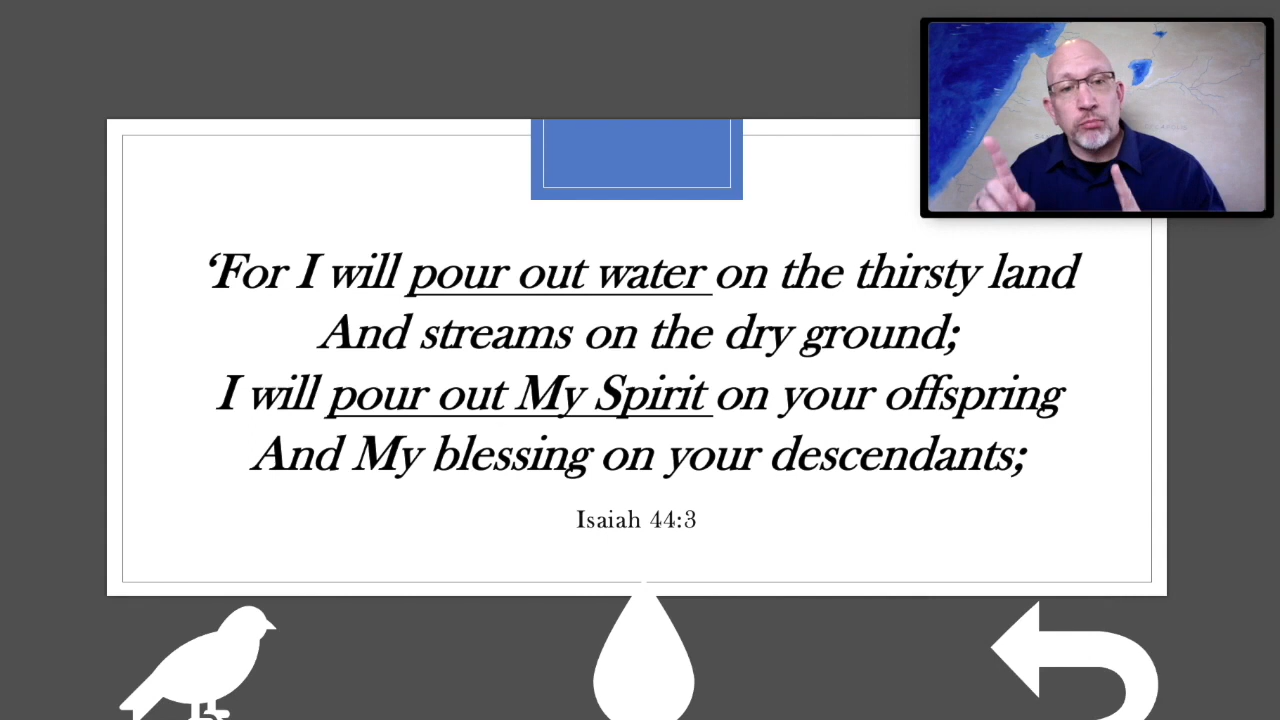 ‘For I will pour out water on the thirsty land
And streams on the dry ground;
I will pour out My Spirit on your offspring
And My blessing on your descendants;
Isaiah 44:3